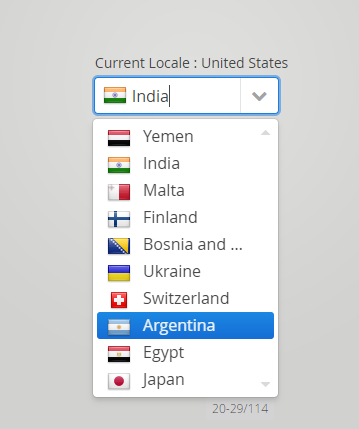 Current Locale : United States
India
Yemen
India
Malta
Finland
Bosnia and ...
Ukraine
Switzerland
Argentina
Egypt
Japan
20-29/114